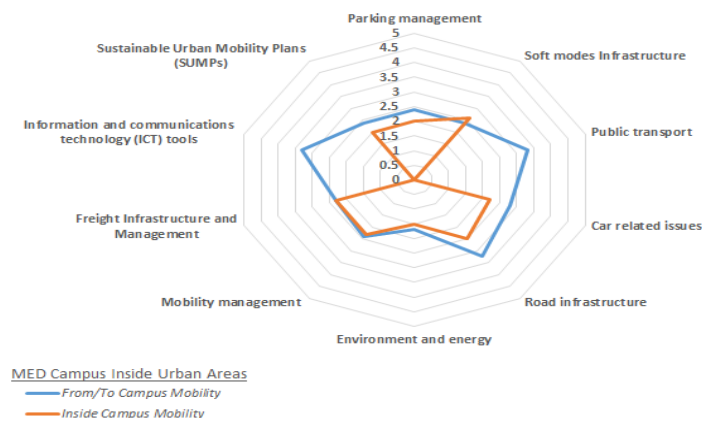 Parking management
5
4.5
4
3.5
3
2.5
2
1.5
1
0.5
0
Soft modes Infrastructure
Public transport
Car related issues
Road infrastructure
Environment and energy
Mobility management
Freight Infrastructure and
Management
Information and communications
technology (ICT) tools
Sustainable Urban Mobility Plans
(SUMPs)
MED Campus Inside Urban Areas
From/To Campus Mobility
Inside Campus Mobility